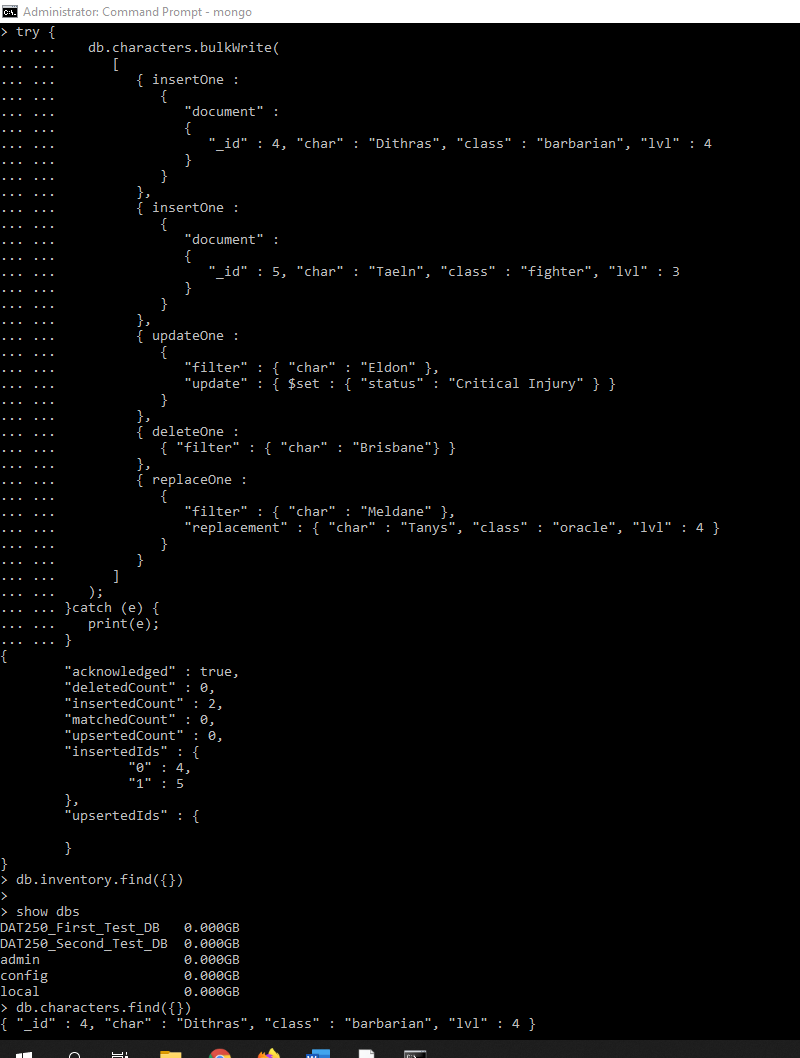 Administrator: Command Prompt - mongo
> try {
... ...    db.characters.bulkWrite(
... ...       [
... ...          { insertOne :
... ...             {
... ...                "document" :
... ...                {
... ...                   "_id" : 4, "char" : "Dithras", "class" : "barbarian", "lvl" : 4
... ...                }
... ...             }
... ...          },
... ...          { insertOne :
... ...             {
... ...                "document" :
... ...                {
... ...                   "_id" : 5, "char" : "Taeln", "class" : "fighter", "lvl" : 3
... ...                }
... ...             }
... ...          },
... ...          { updateOne :
... ...             {
... ...                "filter" : { "char" : "Eldon" },
... ...                "update" : { $set : { "status" : "Critical Injury" } }
... ...             }
... ...          },
... ...          { deleteOne :
... ...             { "filter" : { "char" : "Brisbane"} }
... ...          },
... ...          { replaceOne :
... ...             {
... ...                "filter" : { "char" : "Meldane" },
... ...                "replacement" : { "char" : "Tanys", "class" : "oracle", "lvl" : 4 }
... ...             }
... ...          }
... ...       ]
... ...    );
... ... }catch (e) {
... ...    print(e);
... ... }
{
        "acknowledged" : true,
        "deletedCount" : 0,
        "insertedCount" : 2,
        "matchedCount" : 0,
        "upsertedCount" : 0,
        "insertedIds" : {
                "0" : 4,
                "1" : 5
        },
        "upsertedIds" : {

        }
}
> db.inventory.find({})
>
> show dbs
DAT250_First_Test_DB   0.000GB
DAT250_Second_Test_DB  0.000GB
admin                  0.000GB
config                 0.000GB
local                  0.000GB
> db.characters.find({})
{ "_id" : 4, "char" : "Dithras", "class" : "barbarian", "lvl" : 4 }